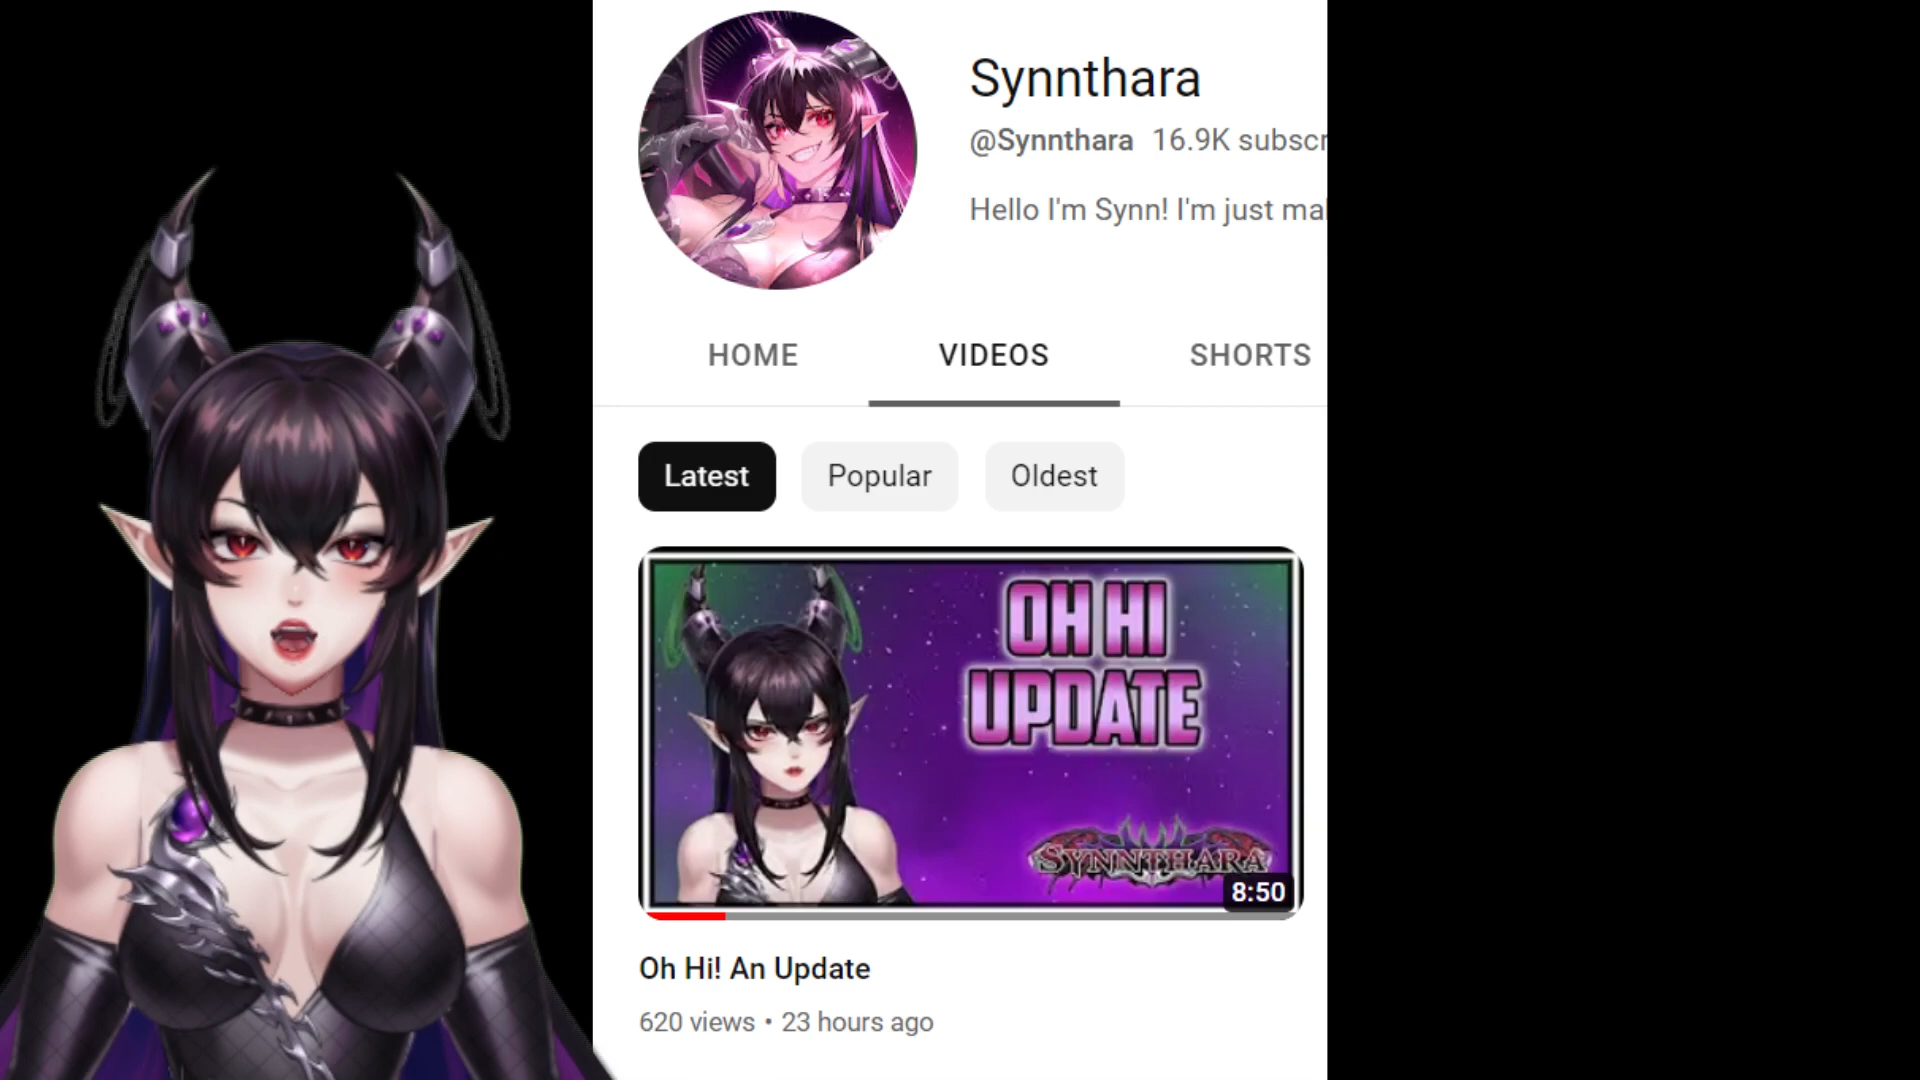 Synnthara
@Synnthara 16.9K subscr
Hello I'm Synn! I'm just mal
HOME VIDEOS SHORTS
Latest Popular Oldest
OH HI
UPDATE
SYNNTHARA
8:50
Oh Hi! An Update
620 views • 23 hours ago